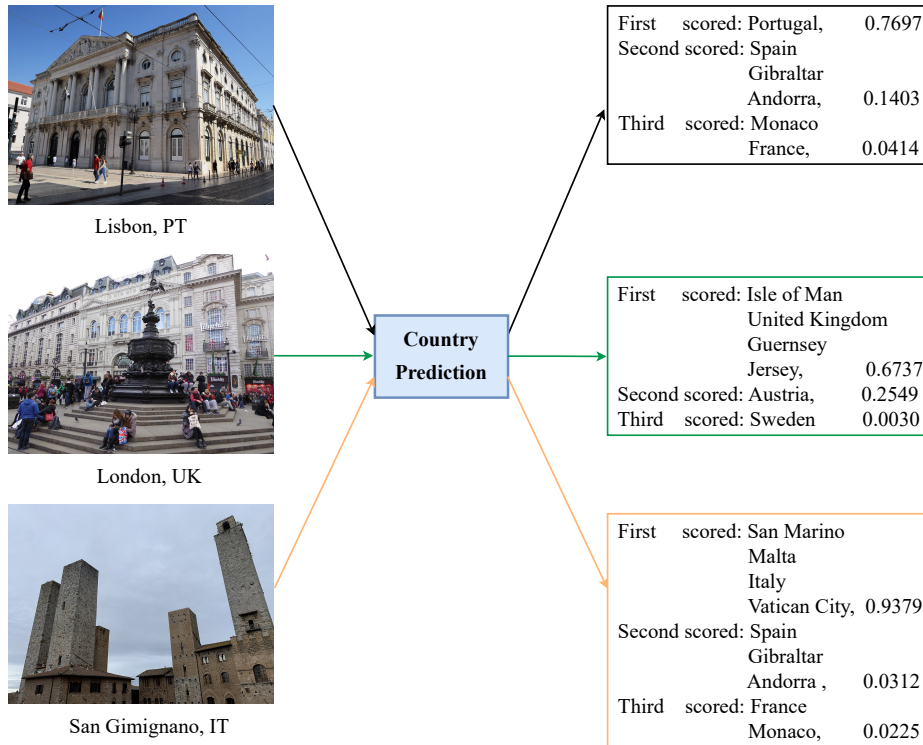 First scored: Portugal, 0.7697
Second scored: Spain
Gibraltar
Andorra, 0.1403
Third scored: Monaco
France, 0.0414
Lisbon, PT
Country
Prediction
First scored: Isle of Man
United Kingdom
Guernsey
Jersey, 0.6737
Second scored: Austria, 0.2549
Third scored: Sweden 0.0030
London, UK
First scored: San Marino
Malta
Italy
Vatican City, 0.9379
Second scored: Spain
Gibraltar
Andorra , 0.0312
Third scored: France
Monaco, 0.0225
San Gimignano, IT